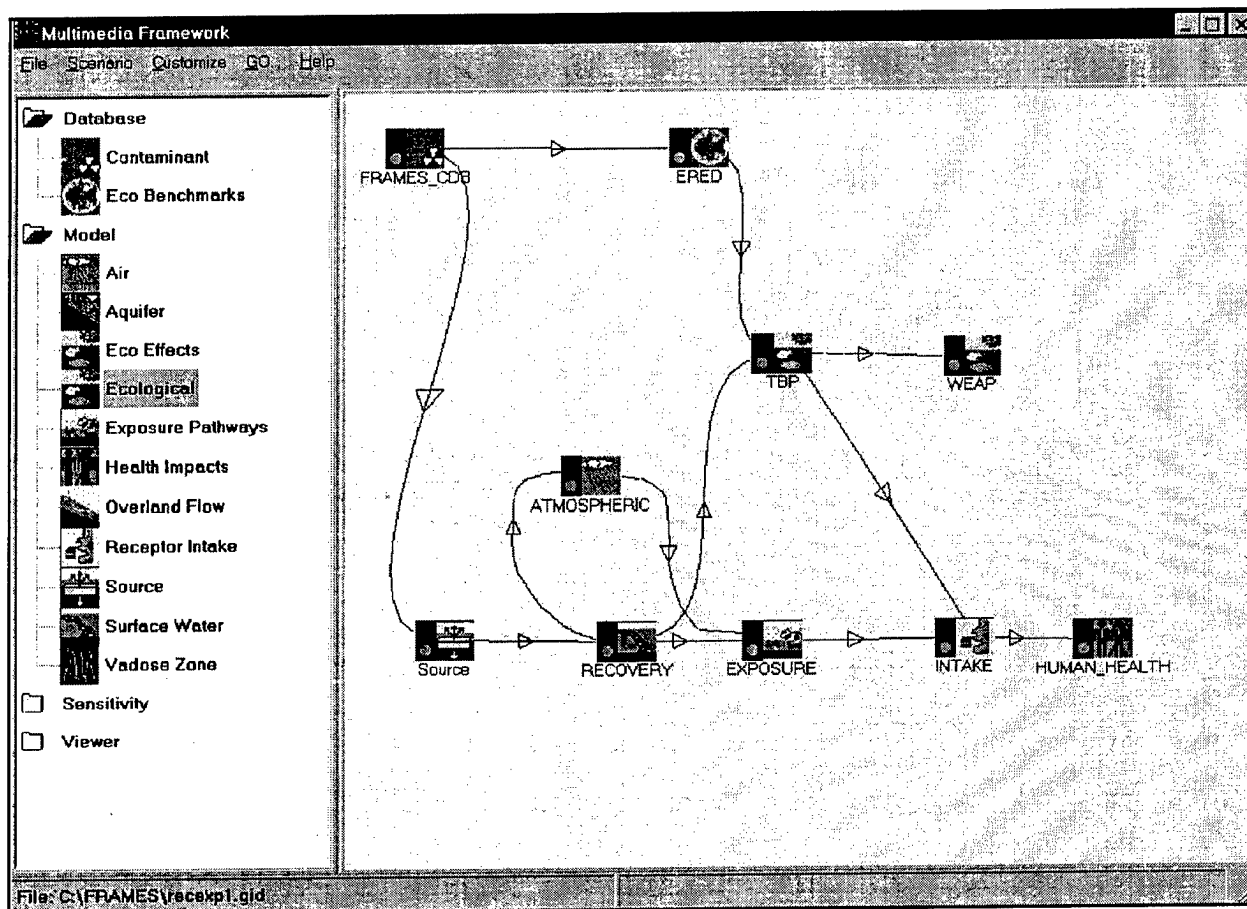 Multimedia Framework
File Scenario Customize GO Help
Database
Contaminant
Eco Benchmarks
Model
Air
Aquifer
Eco Effects
Ecological
Exposure Pathways
Health Impacts
Overland Flow
Receptor Intake
Source
Surface Water
Vadose Zone
Sensitivity
Viewer
FRAMES_CDB
ERED
TBP
WEAP
ATMOSPHERIC
Source
RECOVERY
EXPOSURE
INTAKE
HUMAN_HEALTH
File: C:\FRAMES\recexp1.gid